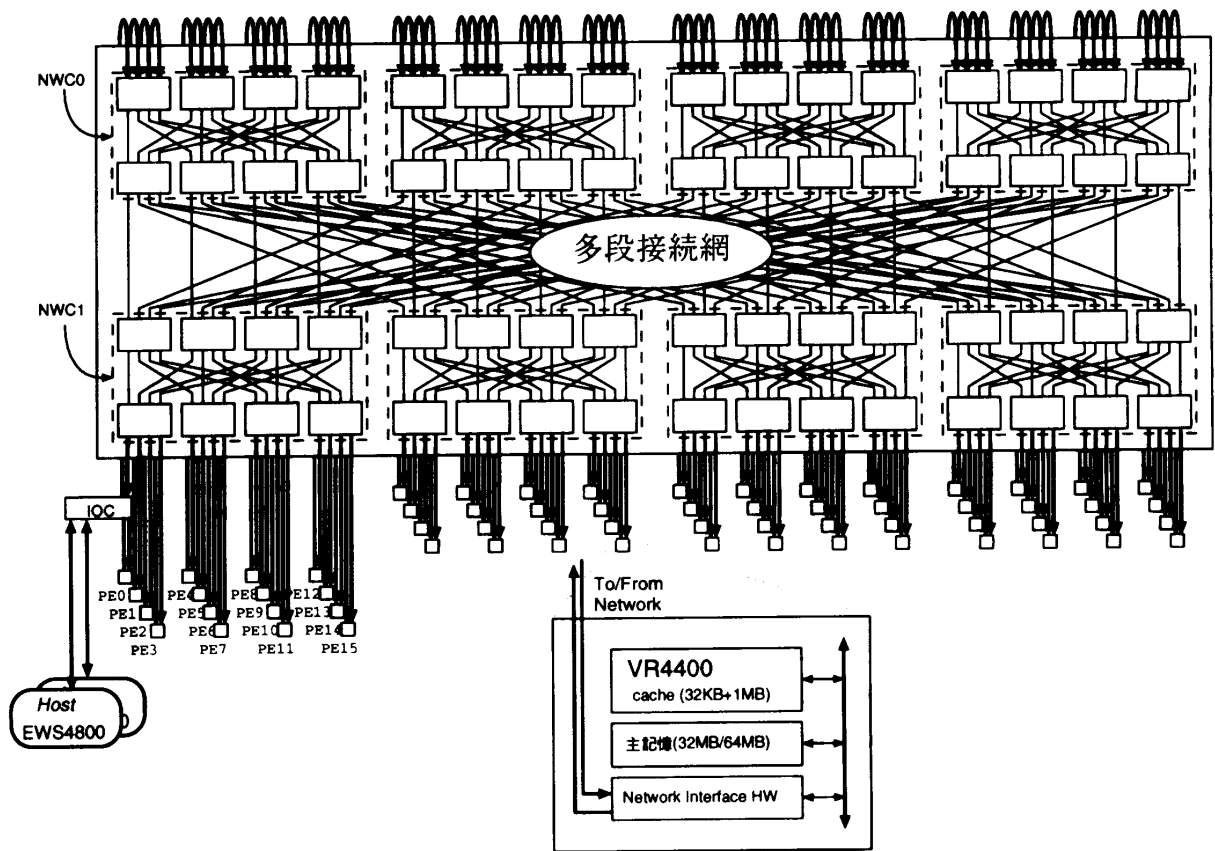 NWC0
多段接続網
NWC1
IOC
PE0
PE1
PE2
PE3
PE4
PE5
PE6
PE7
PE8
PE9
PE10
PE11
PE12
PE13
PE14
PE15
To/From
Network
Host
EWS4800
VR4400
cache (32KB+1MB)
主記憶(32MB/64MB)
Network Interface HW